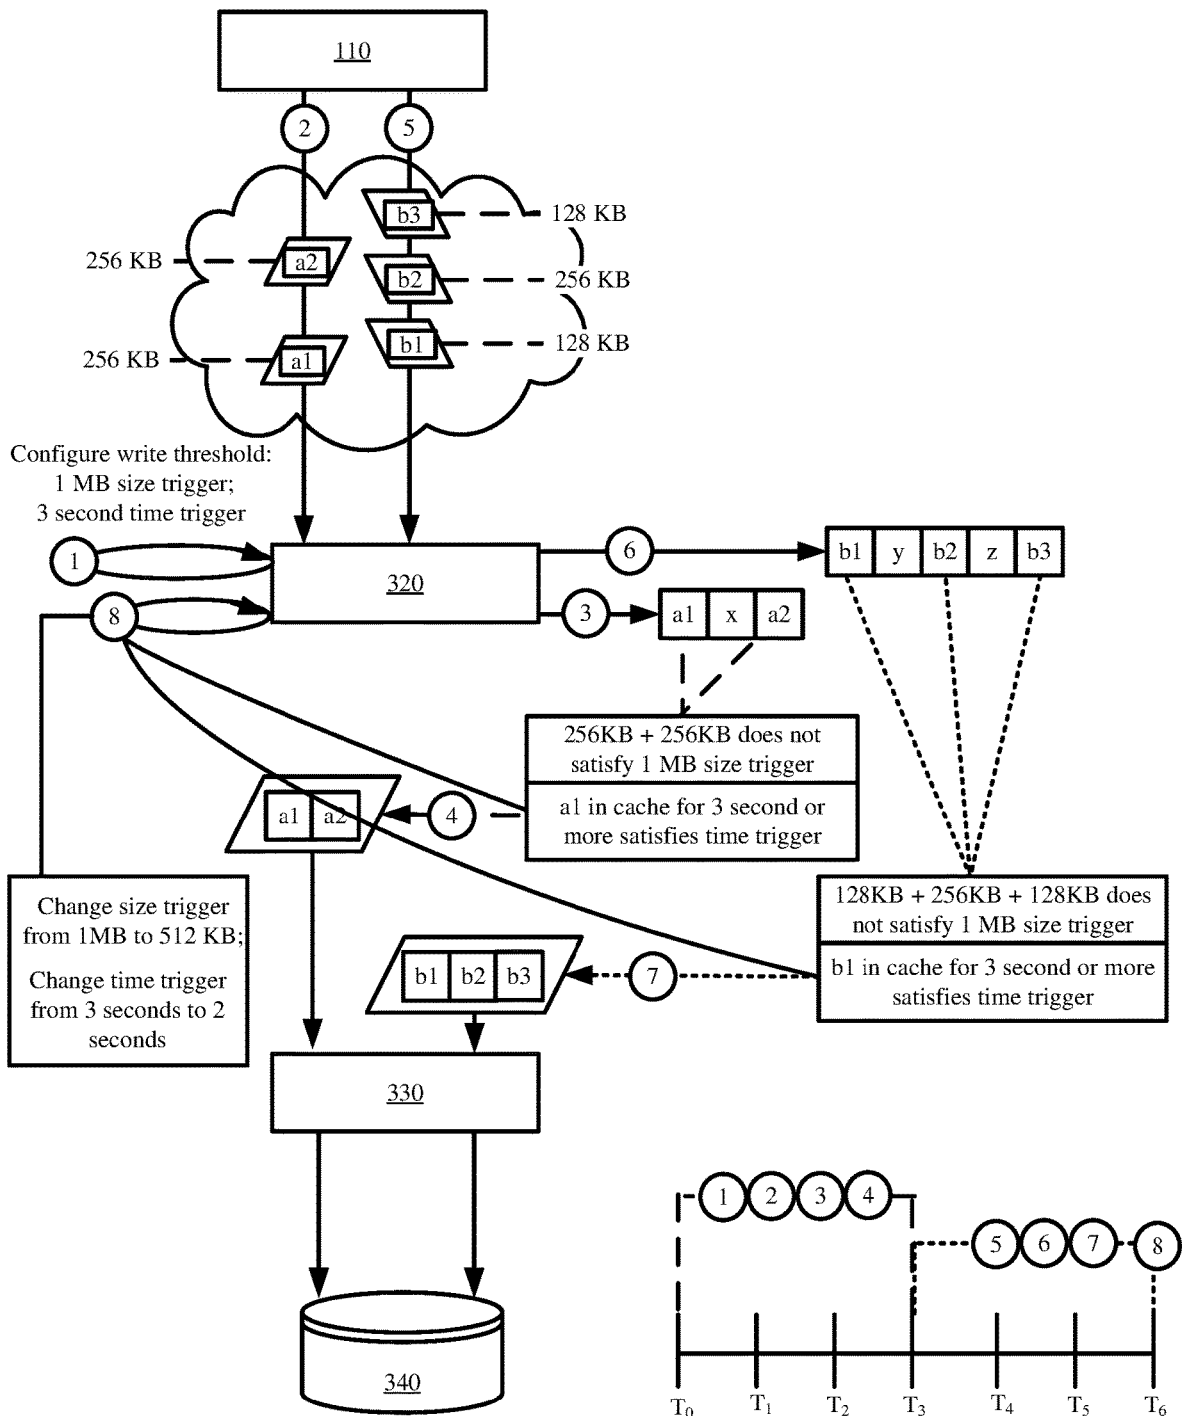 110
2
5
b3
128 KB
256 KB
a2
b2
256 KB
b1
128 KB
256 KB
a1
Configure write threshold:
1 MB size trigger;
3 second time trigger
1
320
6
b1 y b2 z b3
8
3
a1 x a2
256KB + 256KB does not
satisfy 1 MB size trigger
a1 in cache for 3 second or
more satisfies time trigger
a1 a2
4
Change size trigger
from 1MB to 512 KB;
Change time trigger
from 3 seconds to 2
seconds
128KB + 256KB + 128KB does
not satisfy 1 MB size trigger
b1 in cache for 3 second or more
satisfies time trigger
b1 b2 b3
7
330
340
1 2 3 4
5 6 7 8
T0 T1 T2 T3 T4 T5 T6